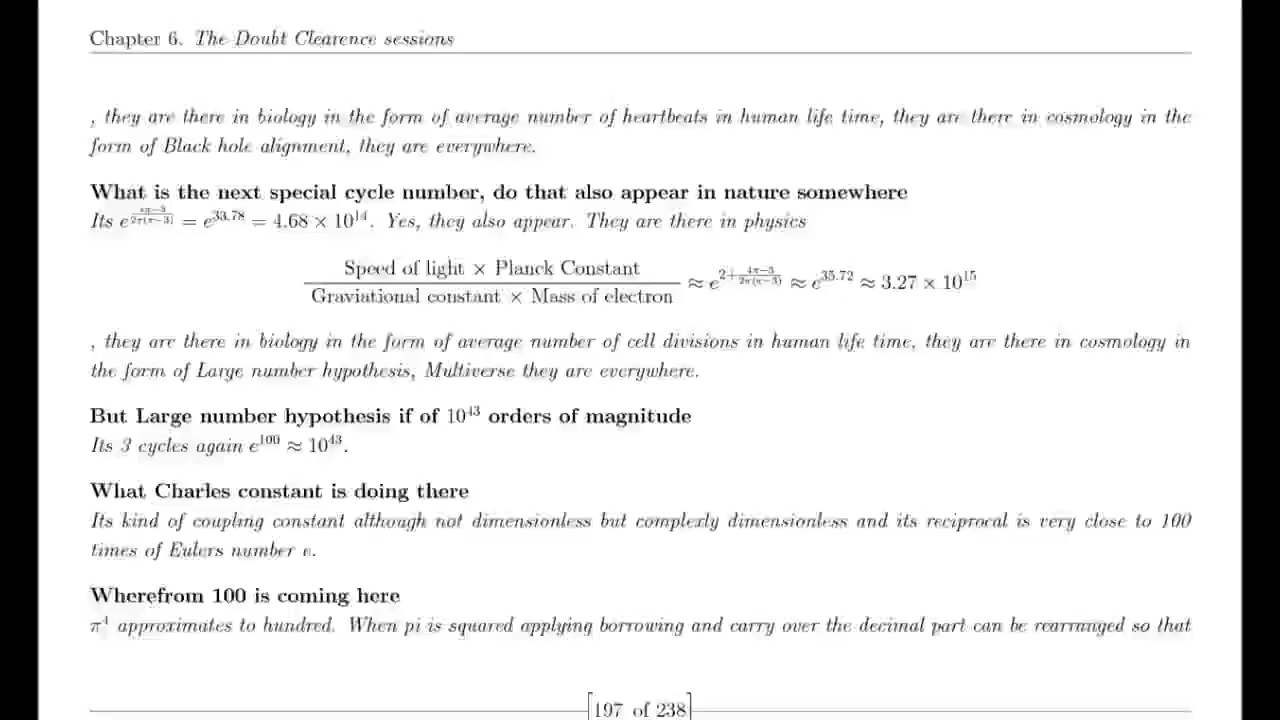 Chapter 6. The Doubt Clearence sessions
, they are there in biology in the form of average number of heartbeats in human life time, they are there in cosmology in the
form of Black hole alignment, they are everywhere.
What is the next special cycle number, do that also appear in nature somewhere
Its e^{\frac{π−3}{2π(π−3)}} = e^{33.78} = 4.68 × 10^{14}. Yes, they also appear. They are there in physics
\frac{Speed of light × Planck Constant}{Graviational constant × Mass of electron} ≈ e^{2+\frac{4π−3}{2π(π−3)}} ≈ e^{35.72} ≈ 3.27 × 10^{15}
, they are there in biology in the form of average number of cell divisions in human life time, they are there in cosmology in
the form of Large number hypothesis, Multiverse they are everywhere.
But Large number hypothesis if of 10^{43} orders of magnitude
Its 3 cycles again e^{100} ≈ 10^{43}.
What Charles constant is doing there
Its kind of coupling constant although not dimensionless but complexly dimensionless and its reciprocal is very close to 100
times of Eulers number e.
Wherefrom 100 is coming here
π^4 approximates to hundred. When pi is squared applying borrowing and carry over the decimal part can be rearranged so that
[197 of 238]